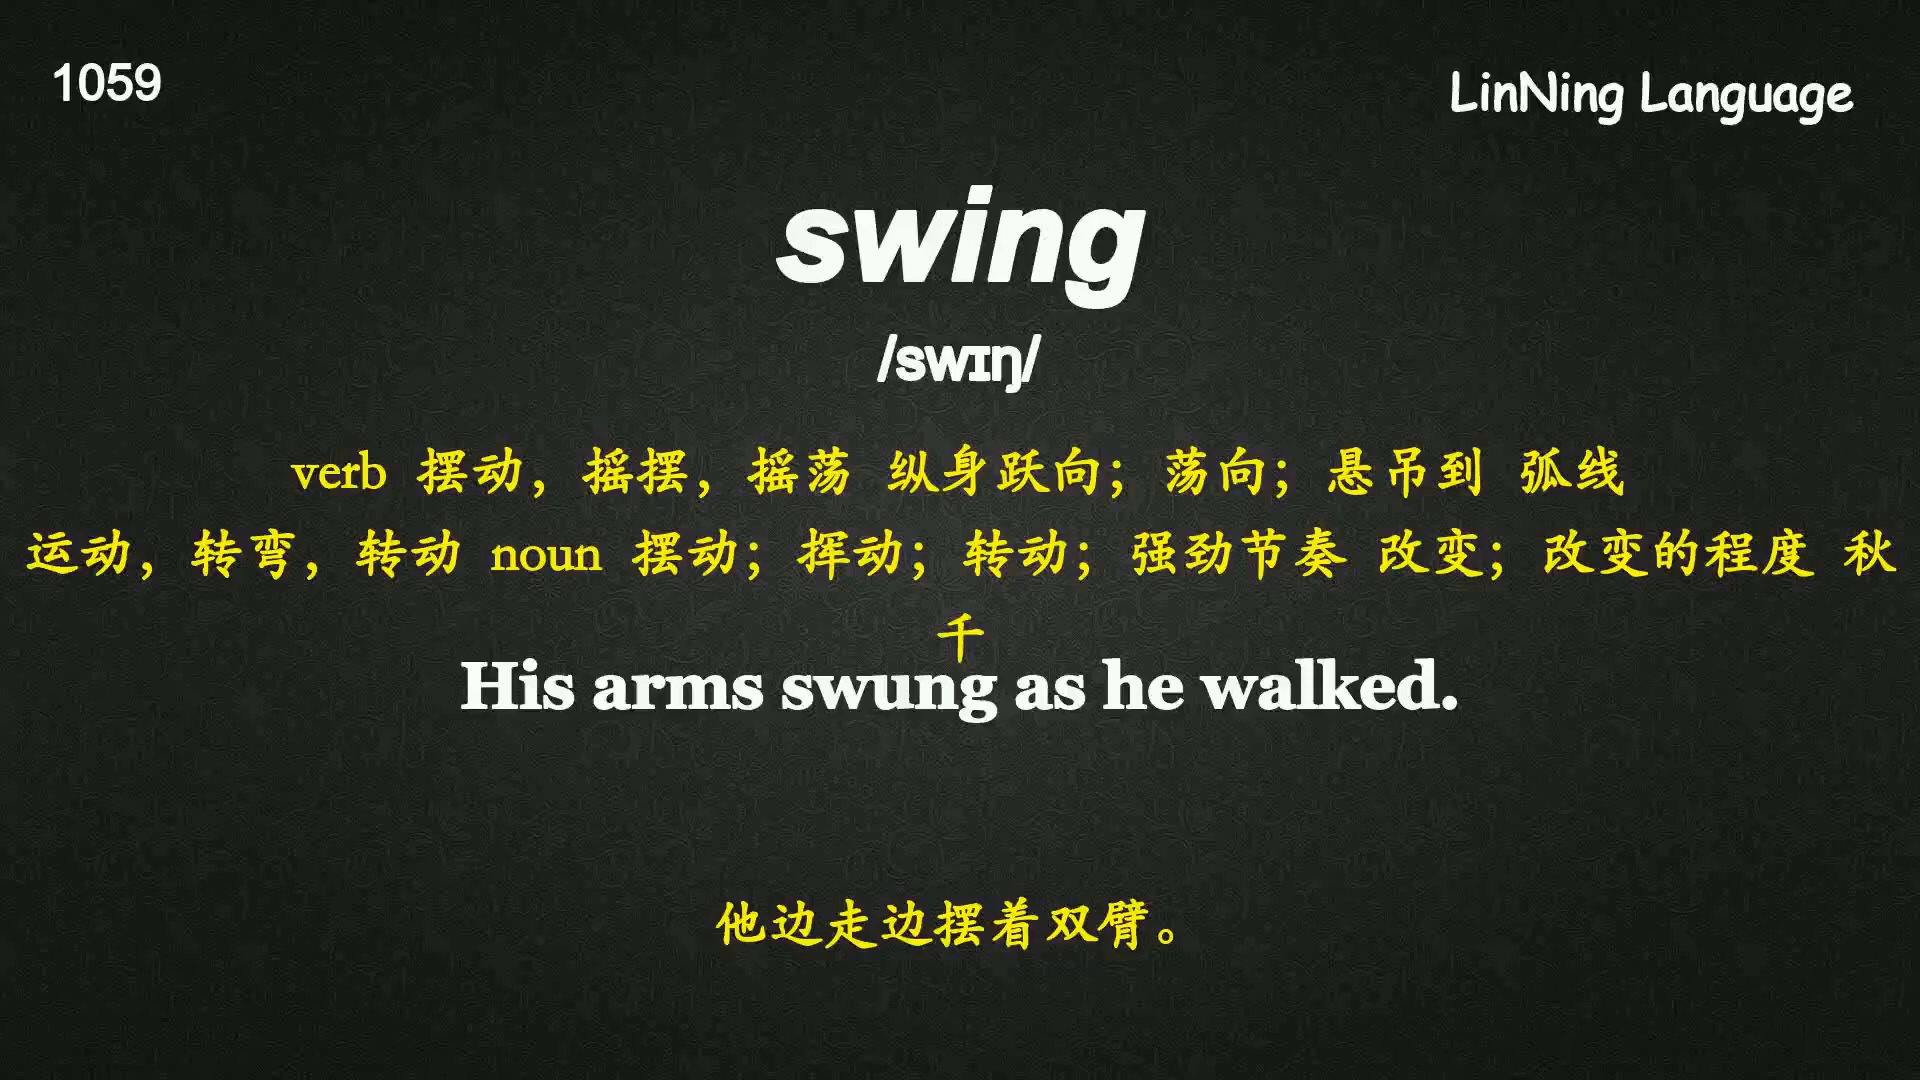 1059
LinNing Language
swing
/swɪŋ/
verb 摆动，摇摆，摇荡 纵身跃向；荡向；悬吊到 弧线
运动，转弯，转动 noun 摆动；挥动；转动；强劲节奏 改变；改变的程度 秋
千
His arms swung as he walked.
他边走边摆着双臂。